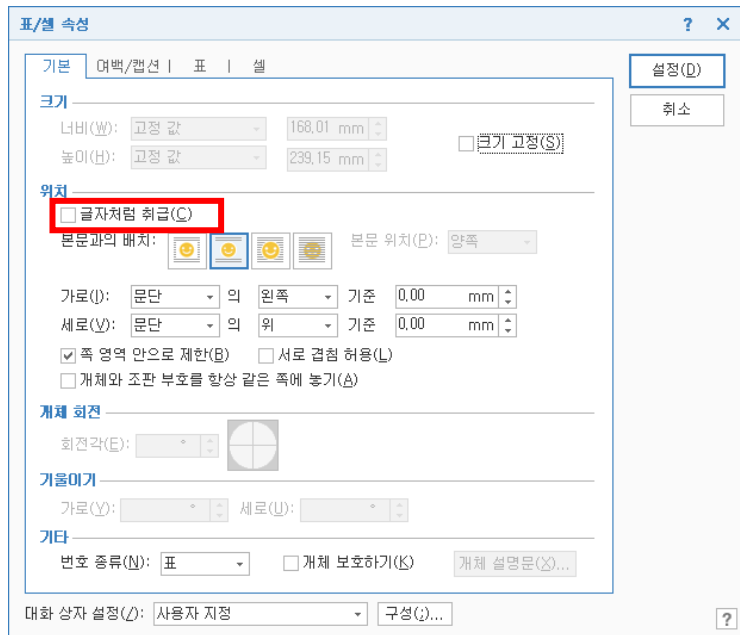 표/셀 속성 ? ×
기본 여백/캡션 | 표 | 셀
설정(D)
취소
크기
너비(W): 고정 값 168,01 mm
높이(H): 고정 값 239,15 mm
크기 고정(S)
위치
글자처럼 취급(C)
본문과의 배치: 본문 위치(P): 양쪽
가로(I): 문단 의 왼쪽 기준 0,00 mm
세로(V): 문단 의 위 기준 0,00 mm
쪽 영역 안으로 제한(B) 서로 겹침 허용(L)
개체와 조판 부호를 항상 같은 쪽에 놓기(A)
개체 회전
회전각(E): °
기울이기
가로(Y): ° 세로(U): °
기타
번호 종류(N): 표 개체 보호하기(K) 개체 설명문(X)...
대화 상자 설정(/): 사용자 지정 구성(;)... ?